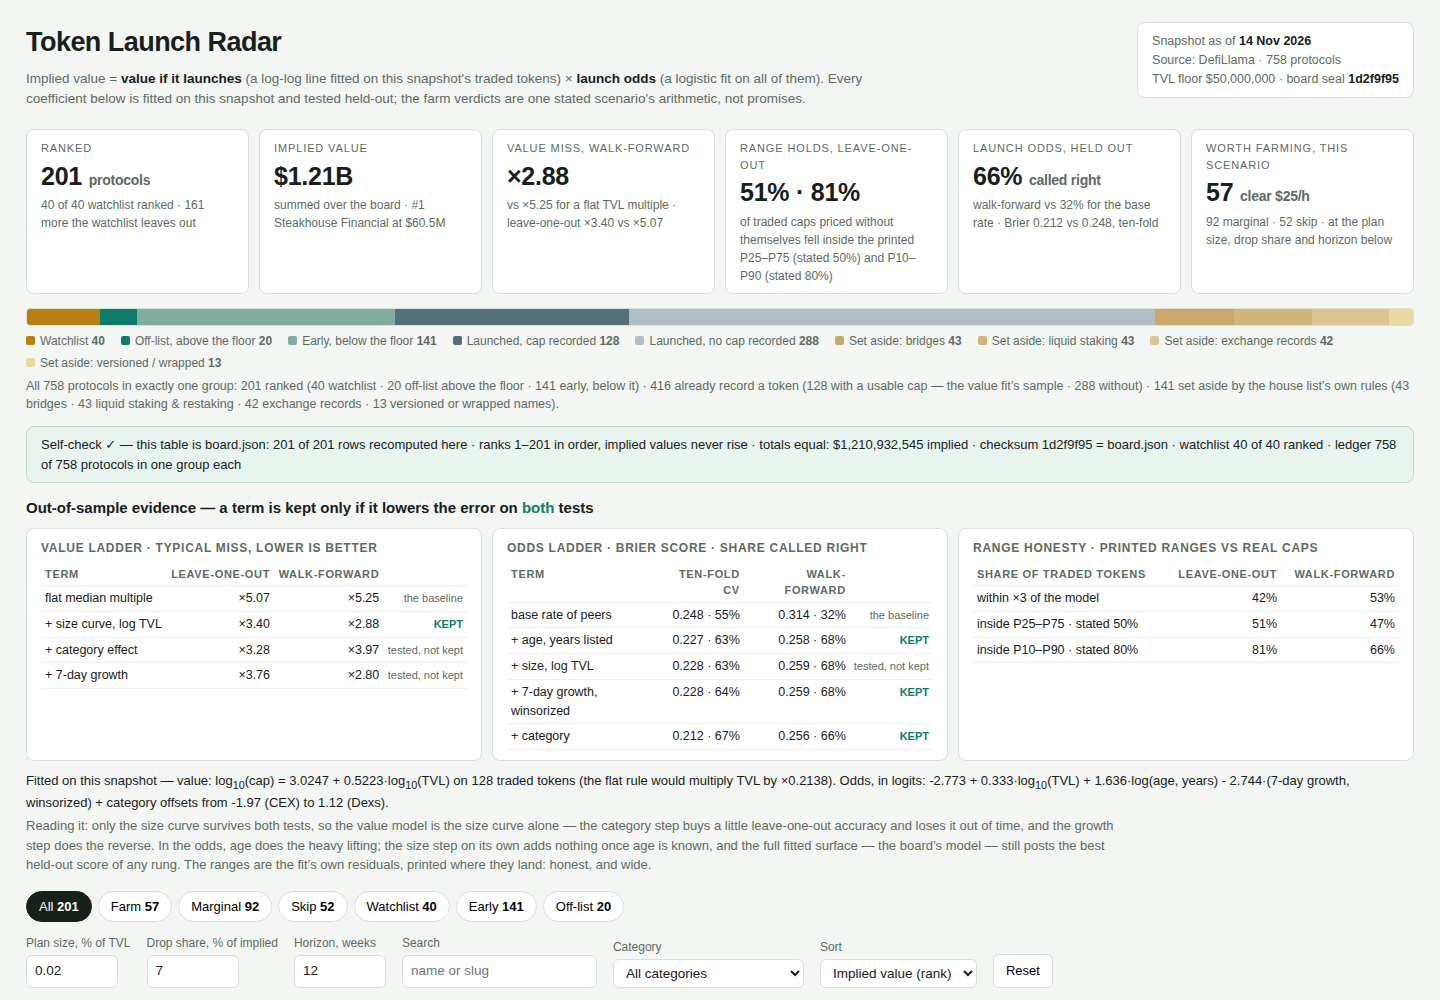 Token Launch Radar
Implied value = value if it launches (a log-log line fitted on this snapshot's traded tokens) × launch odds (a logistic fit on all of them). Every
coefficient below is fitted on this snapshot and tested held-out; the farm verdicts are one stated scenario's arithmetic, not promises.
Snapshot as of 14 Nov 2026
Source: DefiLlama · 758 protocols
TVL floor $50,000,000 · board seal 1d2f9f95
RANKED
201 protocols
40 of 40 watchlist ranked · 161
more the watchlist leaves out
IMPLIED VALUE
$1.21B
summed over the board · #1
Steakhouse Financial at $60.5M
VALUE MISS, WALK-FORWARD
×2.88
vs ×5.25 for a flat TVL multiple ·
leave-one-out ×3.40 vs ×5.07
RANGE HOLDS, LEAVE-ONE-
OUT
51% · 81%
of traded caps priced without
themselves fell inside the printed
P25–P75 (stated 50%) and P10–
P90 (stated 80%)
LAUNCH ODDS, HELD OUT
66% called right
walk-forward vs 32% for the base
rate · Brier 0.212 vs 0.248, ten-fold
WORTH FARMING, THIS
SCENARIO
57 clear $25/h
92 marginal · 52 skip · at the plan
size, drop share and horizon below
Watchlist 40
Off-list, above the floor 20
Early, below the floor 141
Launched, cap recorded 128
Launched, no cap recorded 288
Set aside: bridges 43
Set aside: liquid staking 43
Set aside: exchange records 42
Set aside: versioned / wrapped 13
All 758 protocols in exactly one group: 201 ranked (40 watchlist · 20 off-list above the floor · 141 early, below it) · 416 already record a token (128 with a usable cap — the value fit’s sample · 288 without) · 141 set aside by the house list’s own rules (43
bridges · 43 liquid staking & restaking · 42 exchange records · 13 versioned or wrapped names).
Self-check ✓ — this table is board.json: 201 of 201 rows recomputed here · ranks 1–201 in order, implied values never rise · totals equal: $1,210,932,545 implied · checksum 1d2f9f95 = board.json · watchlist 40 of 40 ranked · ledger 758
of 758 protocols in one group each
Out-of-sample evidence — a term is kept only if it lowers the error on both tests
VALUE LADDER · TYPICAL MISS, LOWER IS BETTER
TERM LEAVE-ONE-OUT WALK-FORWARD
flat median multiple ×5.07 ×5.25 the baseline
+ size curve, log TVL ×3.40 ×2.88 KEPT
+ category effect ×3.28 ×3.97 tested, not kept
+ 7-day growth ×3.76 ×2.80 tested, not kept
ODDS LADDER · BRIER SCORE · SHARE CALLED RIGHT
TERM TEN-FOLD CV WALK-FORWARD
base rate of peers 0.248 · 55% 0.314 · 32% the baseline
+ age, years listed 0.227 · 63% 0.258 · 68% KEPT
+ size, log TVL 0.228 · 63% 0.259 · 68% tested, not kept
+ 7-day growth, winsorized 0.228 · 64% 0.259 · 68% KEPT
+ category 0.212 · 67% 0.256 · 66% KEPT
RANGE HONESTY · PRINTED RANGES VS REAL CAPS
SHARE OF TRADED TOKENS LEAVE-ONE-OUT WALK-FORWARD
within ×3 of the model 42% 53%
inside P25–P75 · stated 50% 51% 47%
inside P10–P90 · stated 80% 81% 66%
Fitted on this snapshot — value: log10(cap) = 3.0247 + 0.5223·log10(TVL) on 128 traded tokens (the flat rule would multiply TVL by ×0.2138). Odds, in logits: -2.773 + 0.333·log10(TVL) + 1.636·log(age, years) - 2.744·(7-day growth,
winsorized) + category offsets from -1.97 (CEX) to 1.12 (Dexs).
Reading it: only the size curve survives both tests, so the value model is the size curve alone — the category step buys a little leave-one-out accuracy and loses it out of time, and the growth
step does the reverse. In the odds, age does the heavy lifting; the size step on its own adds nothing once age is known, and the full fitted surface — the board’s model — still posts the best
held-out score of any rung. The ranges are the fit’s own residuals, printed where they land: honest, and wide.
All 201
Farm 57
Marginal 92
Skip 52
Watchlist 40
Early 141
Off-list 20
Plan size, % of TVL
0.02
Drop share, % of implied
7
Horizon, weeks
12
Search
name or slug
Category
All categories
Sort
Implied value (rank)
Reset